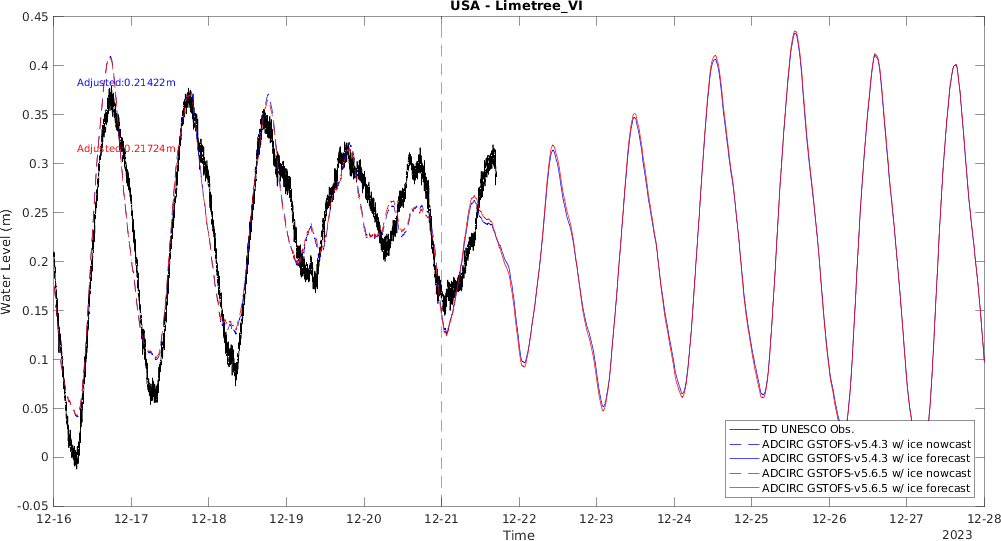 USA - Limetree_VI
0.45
0.4
0.35
0.3
0.25
0.2
0.15
0.1
0.05
0
-0.05
Water Level (m)
Adjusted:0.21422m
Adjusted:0.21724m
TD UNESCO Obs.
ADCIRC GSTOFS-v5.4.3 w/ ice nowcast
ADCIRC GSTOFS-v5.4.3 w/ ice forecast
ADCIRC GSTOFS-v5.6.5 w/ ice nowcast
ADCIRC GSTOFS-v5.6.5 w/ ice forecast
12-16 12-17 12-18 12-19 12-20 12-21 12-22 12-23 12-24 12-25 12-26 12-27 12-28
Time
2023